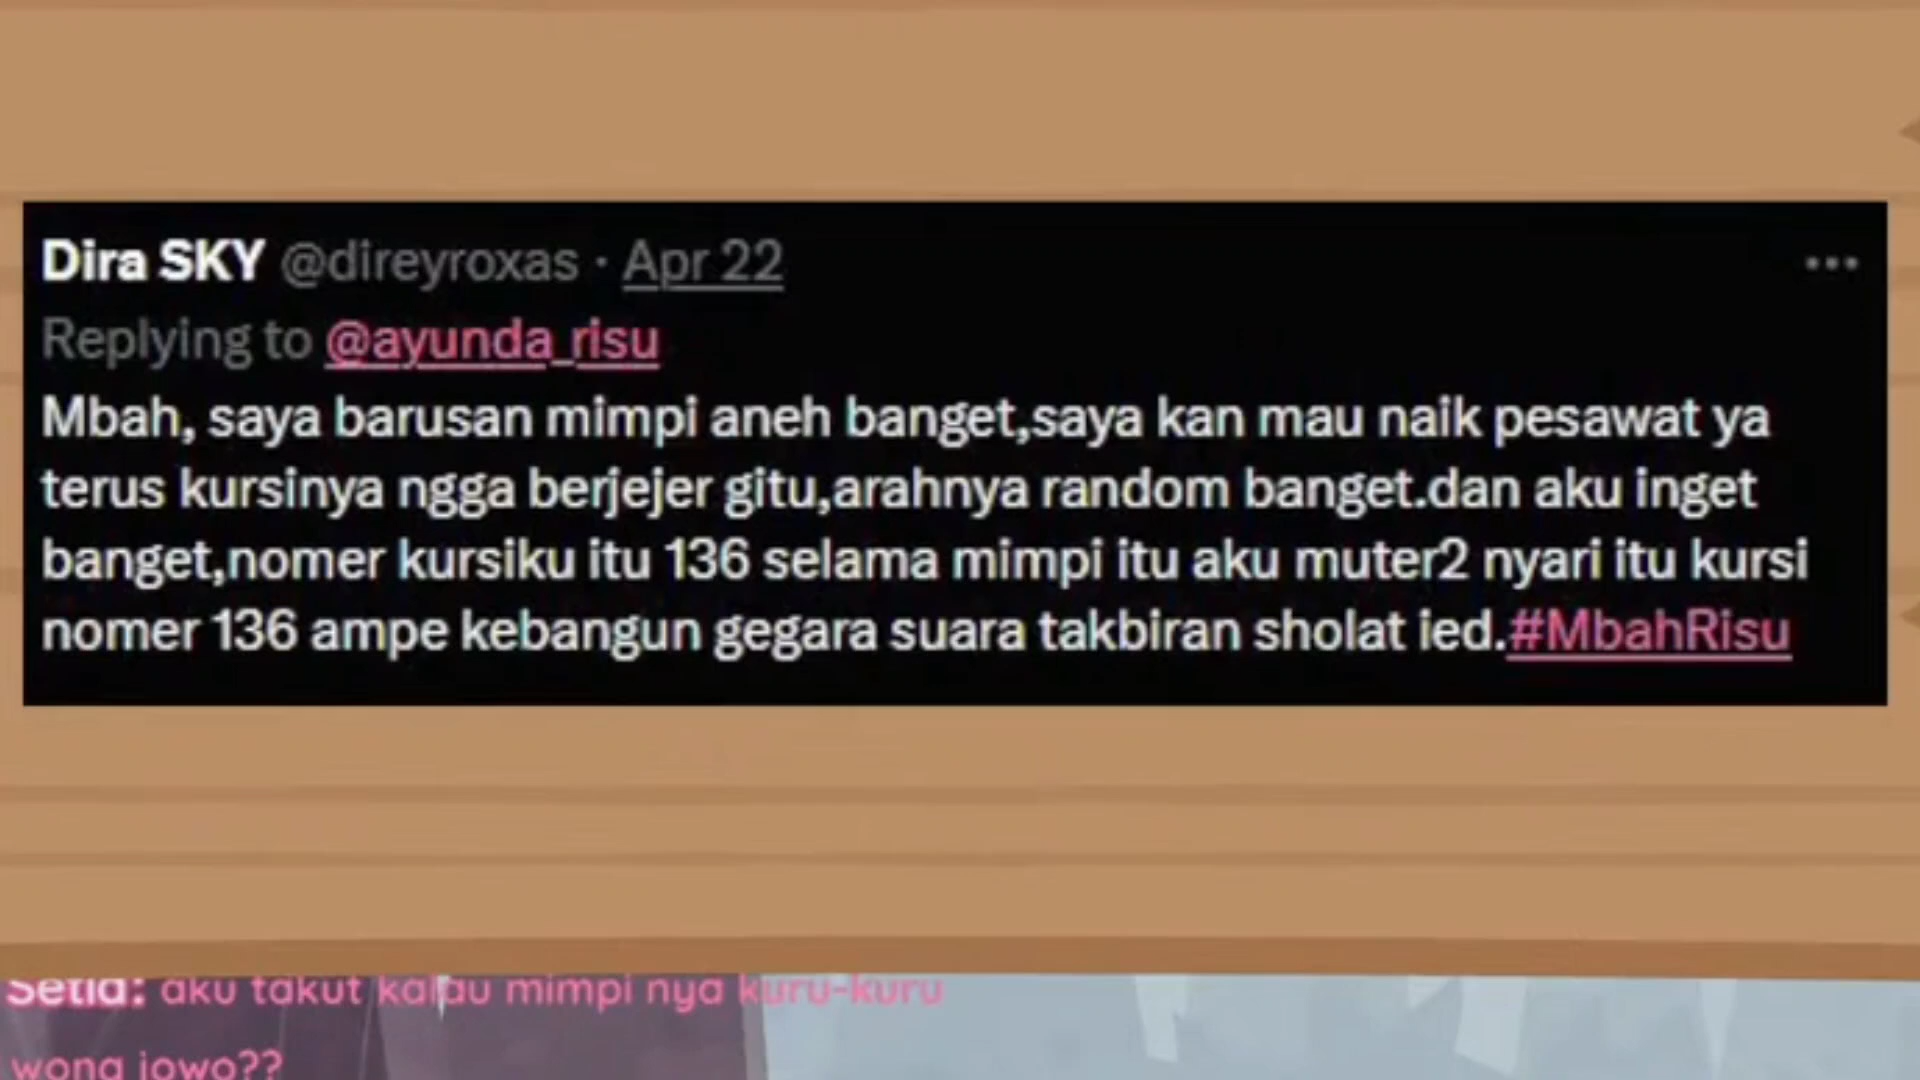 Dira SKY @direyroxas · Apr 22
Replying to @ayunda_risu
Mbah, saya barusan mimpi aneh banget,saya kan mau naik pesawat ya
terus kursinya ngga berjejer gitu,arahnya random banget.dan aku inget
banget,nomer kursiku itu 136 selama mimpi itu aku muter2 nyari itu kursi
nomer 136 ampe kebangun gegara suara takbiran sholat ied.#MbahRisu
Setia: aku takut kalau mimpi nya kuru-kuru
wong jowo??